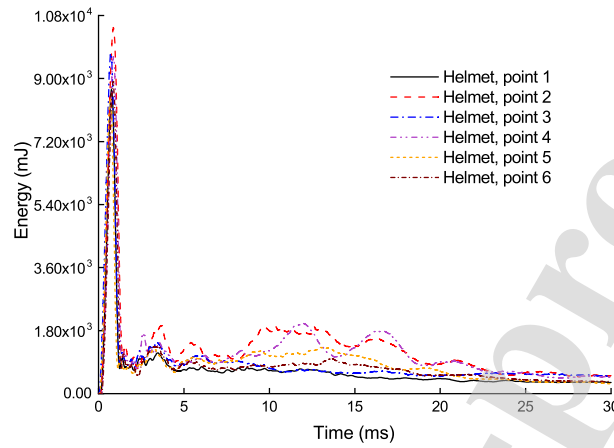 1.08x10⁴
9.00x10³
7.20x10³
5.40x10³
3.60x10³
1.80x10³
0.00
Energy (mJ)
Helmet, point 1
Helmet, point 2
Helmet, point 3
Helmet, point 4
Helmet, point 5
Helmet, point 6
0 5 10 15 20 25 30
Time (ms)